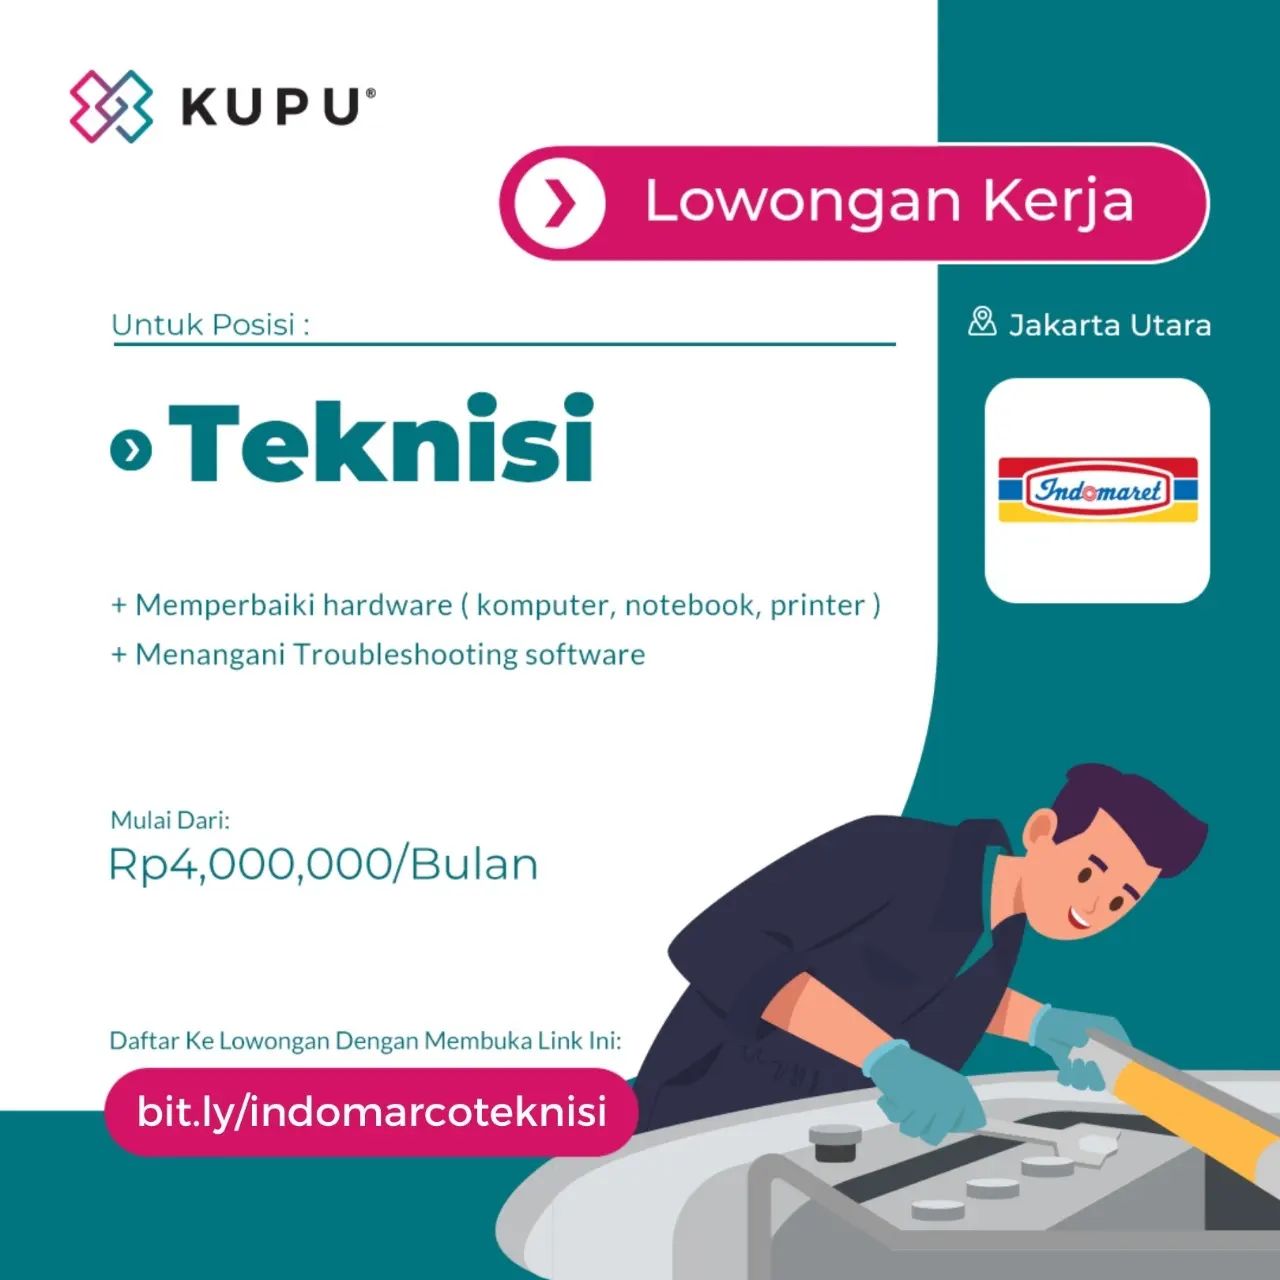 KUPU®
Lowongan Kerja
Untuk Posisi :
Jakarta Utara
Teknisi
Indomaret
+ Memperbaiki hardware ( komputer, notebook, printer )
+ Menangani Troubleshooting software
Mulai Dari:
Rp4,000,000/Bulan
Daftar Ke Lowongan Dengan Membuka Link Ini:
bit.ly/indomarcoteknisi